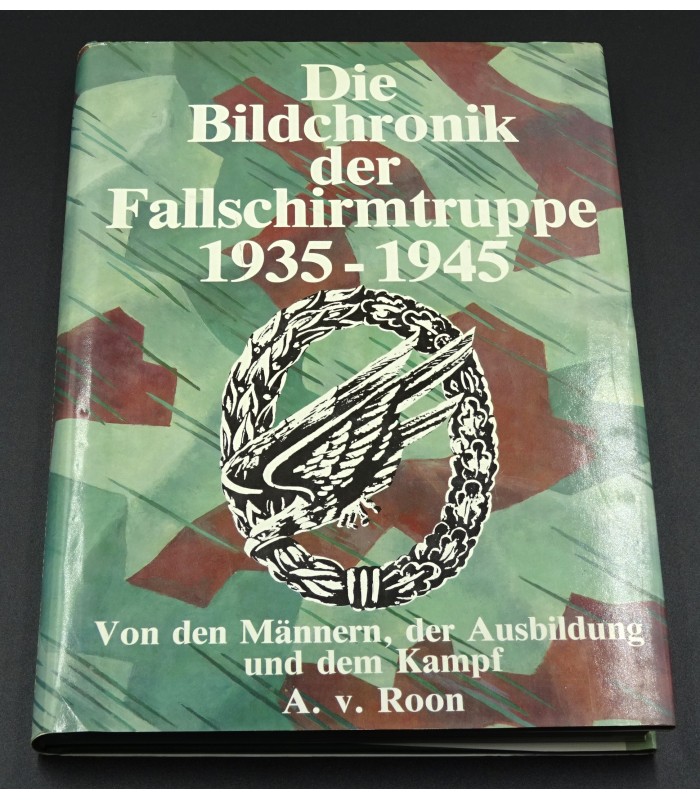 Die
Bildchronik
der
Fallschirmtruppe
1935-1945
Von den Männern, der Ausbildung
und dem Kampf
A. v. Roon